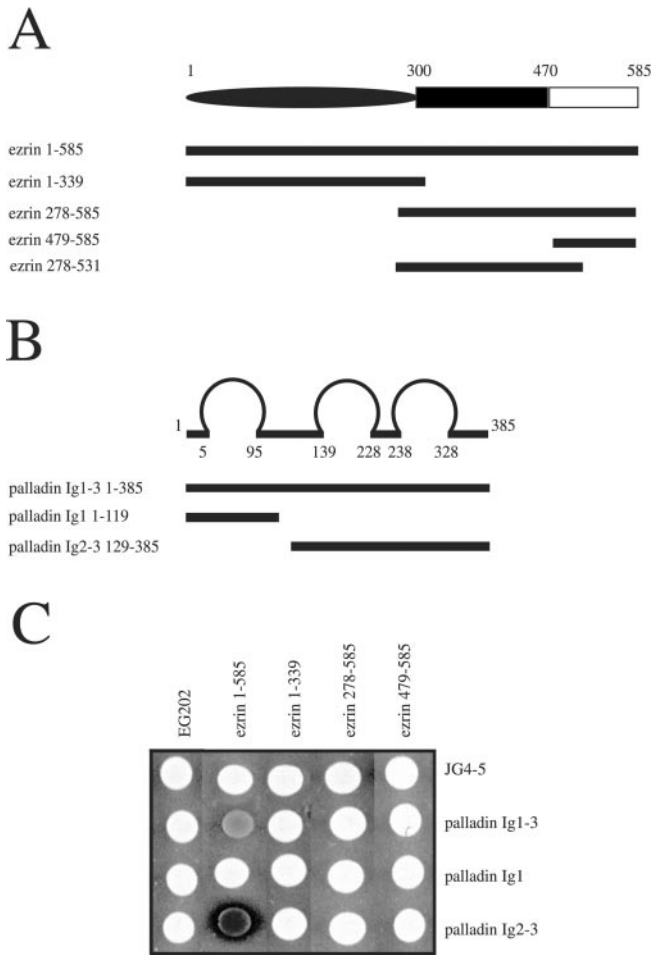 A
1 300 470 585
ezrin 1-585
ezrin 1-339
ezrin 278-585
ezrin 479-585
ezrin 278-531
B
1 385
5 95 139 228 238 328
palladin Ig1-3 1-385
palladin Ig1 1-119
palladin Ig2-3 129-385
C
EG202
ezrin 1-585
ezrin 1-339
ezrin 278-585
ezrin 479-585
JG4-5
palladin Ig1-3
palladin Ig1
palladin Ig2-3